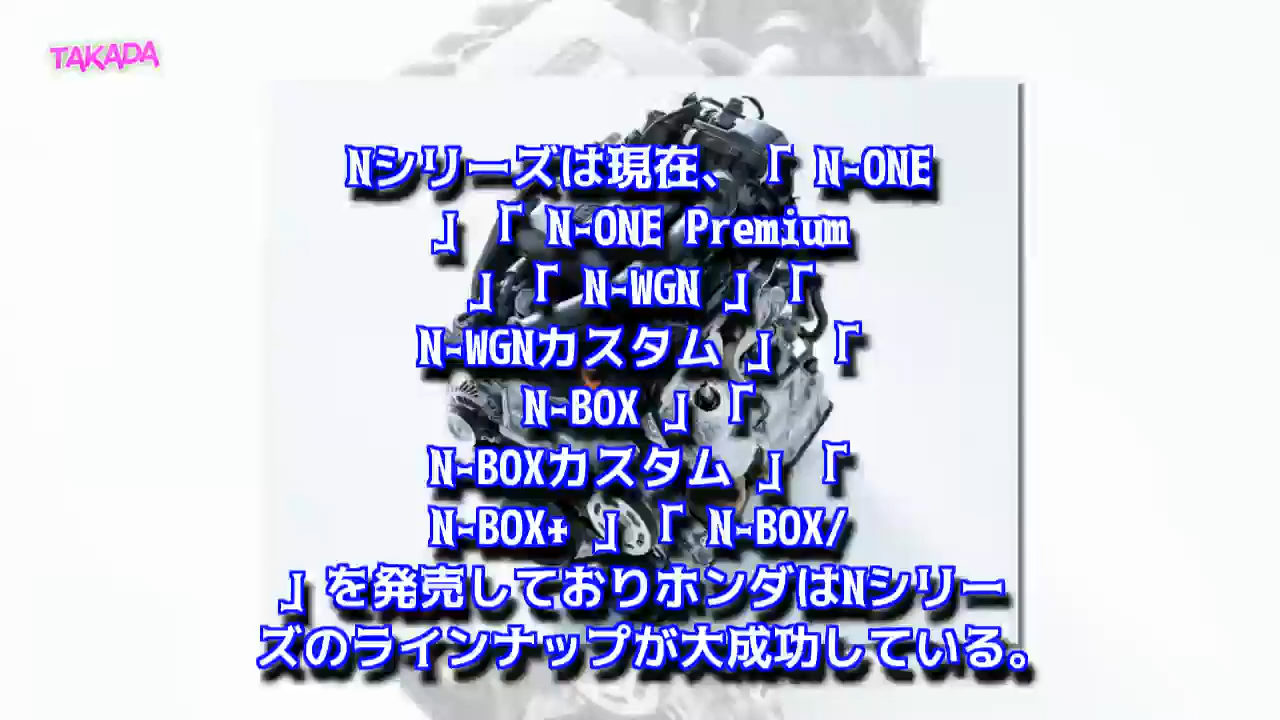 TAKADA
Nシリーズは現在、「 N-ONE
」「 N-ONE Premium
」「 N-WGN 」「
N-WGNカスタム 」 「
N-BOX 」「
N-BOXカスタム 」「
N-BOX+ 」「 N-BOX/
」を発売しておりホンダはNシリー
ズのラインナップが大成功している。